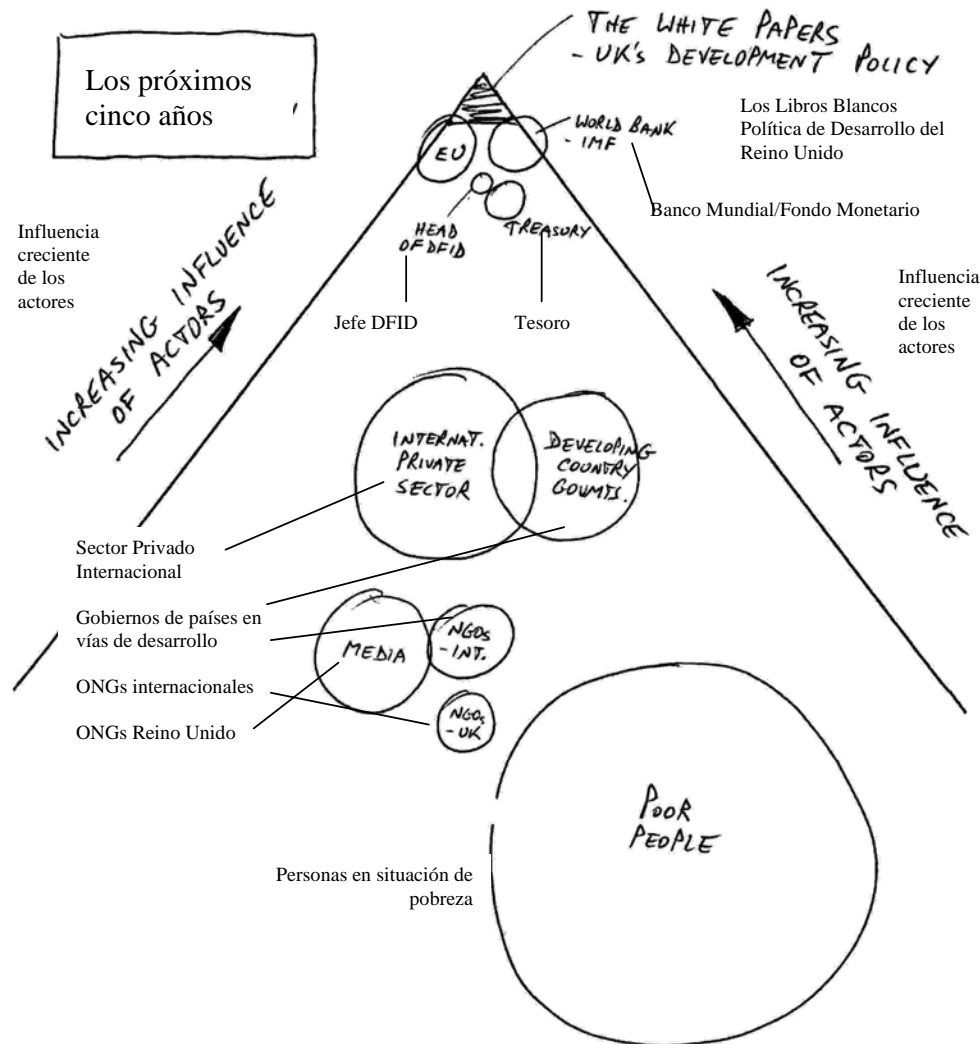 THE WHITE PAPERS
- UK's DEVELOPMENT POLICY
Los próximos
cinco años
Los Libros Blancos
Política de Desarrollo del
Reino Unido
EU
WORLD BANK
- IMF
Banco Mundial/Fondo Monetario
HEAD
OF DFID
TREASURY
Influencia
creciente
de los
actores
INCREASING INFLUENCE
OF ACTORS
Jefe DFID
Tesoro
Influencia
creciente
de los
actores
INCREASING INFLUENCE
OF ACTORS
INTERNAT.
PRIVATE
SECTOR
DEVELOPING
COUNTRY
GOVMTS.
Sector Privado
Internacional
Gobiernos de países en
vías de desarrollo
MEDIA
NGOs
- INT.
ONGs internacionales
ONGs Reino Unido
NGOs
- UK
POOR
PEOPLE
Personas en situación de
pobreza